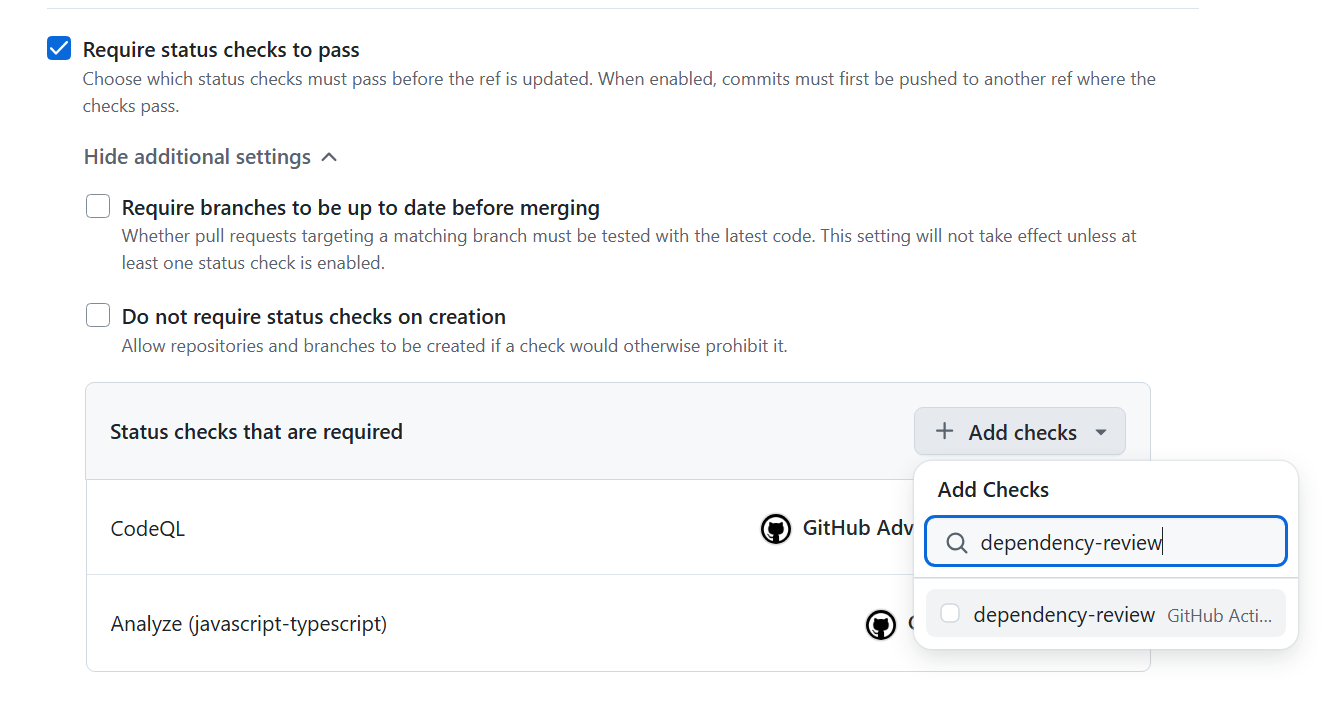 Require status checks to pass
Choose which status checks must pass before the ref is updated. When enabled, commits must first be pushed to another ref where the
checks pass.
Hide additional settings
Require branches to be up to date before merging
Whether pull requests targeting a matching branch must be tested with the latest code. This setting will not take effect unless at
least one status check is enabled.
Do not require status checks on creation
Allow repositories and branches to be created if a check would otherwise prohibit it.
Status checks that are required
Add checks
Add Checks
dependency-review
dependency-review GitHub Acti...
CodeQL
GitHub Adv
Analyze (javascript-typescript)